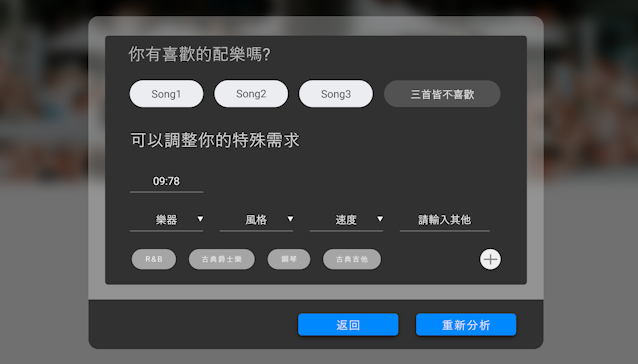 你有喜歡的配樂嗎?
Song1 Song2 Song3 三首皆不喜歡
可以調整你的特殊需求
09:78
樂器 風格 速度 請輸入其他
R&B 古典爵士樂 鋼琴 古典吉他
返回 重新分析